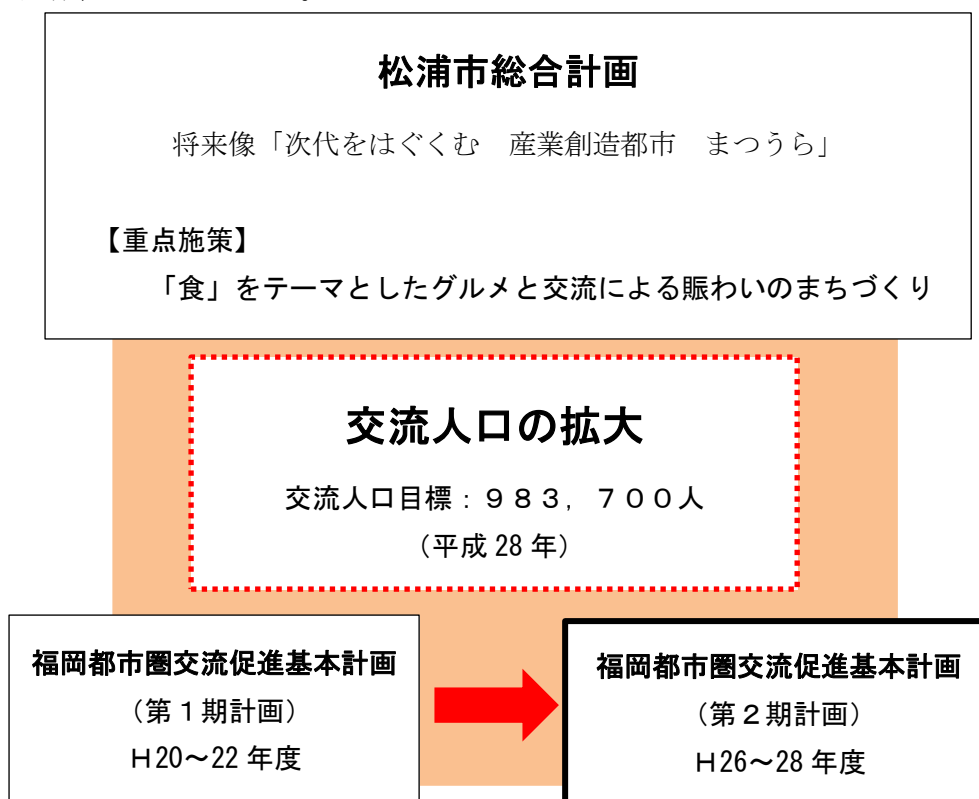 松浦市総合計画
将来像「次代をはぐくむ　産業創造都市　まつうら」
【重点施策】
「食」をテーマとしたグルメと交流による賑わいのまちづくり
交流人口の拡大
交流人口目標：９８３，７００人
（平成 28 年）
福岡都市圏交流促進基本計画
（第１期計画）
Ｈ20～22 年度
福岡都市圏交流促進基本計画
（第２期計画）
Ｈ26～28 年度